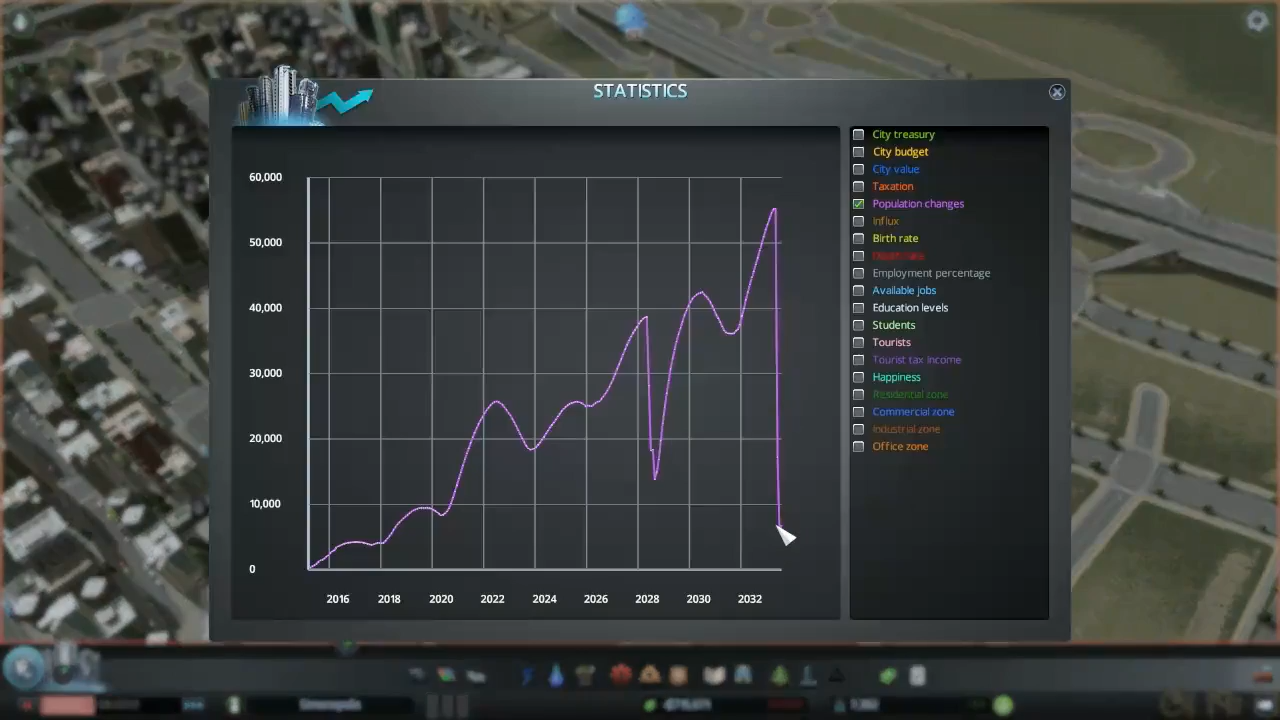 STATISTICS
City treasury
City budget
City value
Taxation
Population changes
Influx
Birth rate
Death rate
Employment percentage
Available jobs
Education levels
Students
Tourists
Tourist tax income
Happiness
Residential zone
Commercial zone
Industrial zone
Office zone
60,000
50,000
40,000
30,000
20,000
10,000
0
2016 2018 2020 2022 2024 2026 2028 2030 2032